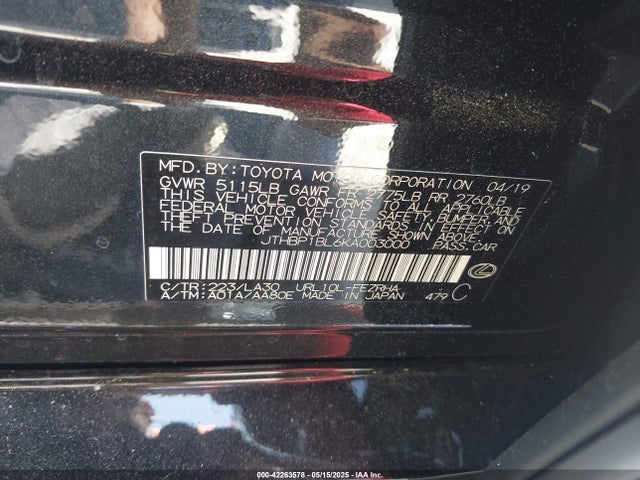 MFD. BY: TOYOTA MOTOR CORPORATION 04/19
GVWR 5115LB GAWR FR 2775LB RR 2760LB
THIS VEHICLE CONFORMS TO ALL APPLICABLE
FEDERAL MOTOR VEHICLE SAFETY, BUMPER, AND
THEFT PREVENTION STANDARDS IN EFFECT ON
THE DATE OF MANUFACTURE SHOWN ABOVE.
JTHBP1BL6KA003000 PASS. CAR
C/TR: 223/LA30 URL10L-FEZRHA
A/TM: A01A/AA80E MADE IN JAPAN 479 C
000-42263578 - 05/15/2025 - IAA Inc.